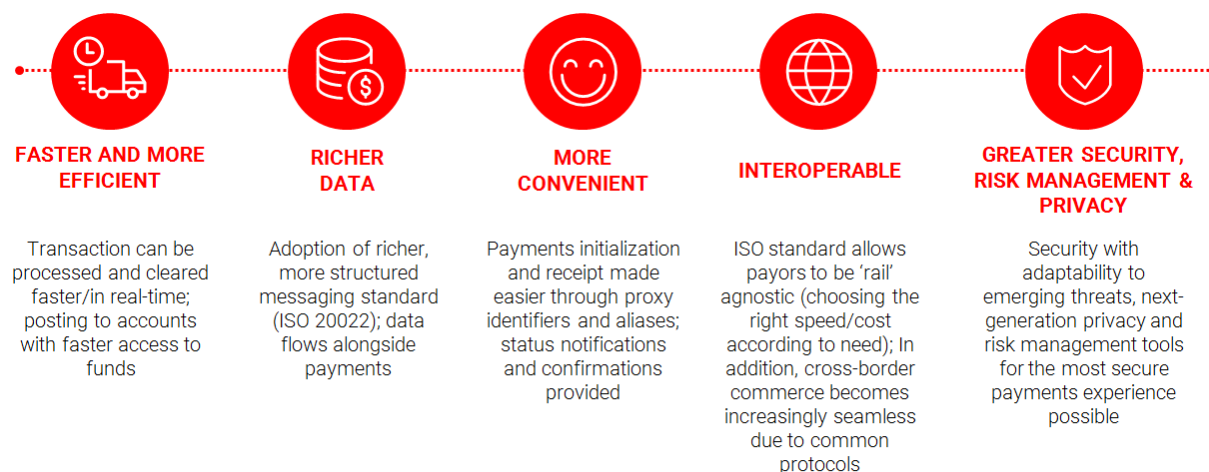 $
FASTER AND MORE
EFFICIENT
Transaction can be
processed and cleared
faster/in real-time;
posting to accounts
with faster access to
funds
RICHER
DATA
Adoption of richer,
more structured
messaging standard
(ISO 20022); data
flows alongside
payments
MORE
CONVENIENT
Payments initialization
and receipt made
easier through proxy
identifiers and aliases;
status notifications
and confirmations
provided
INTEROPERABLE
ISO standard allows
payors to be ‘rail’
agnostic (choosing the
right speed/cost
according to need); In
addition, cross-border
commerce becomes
increasingly seamless
due to common
protocols
GREATER SECURITY,
RISK MANAGEMENT &
PRIVACY
Security with
adaptability to
emerging threats, next-
generation privacy and
risk management tools
for the most secure
payments experience
possible